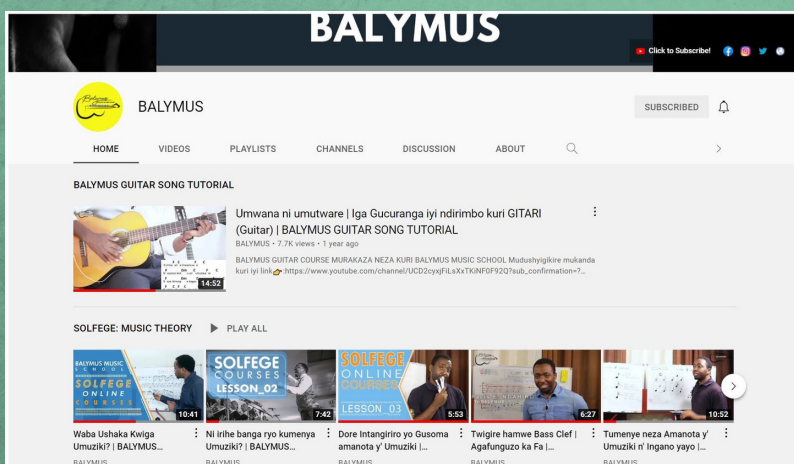 BALYMUS
Click to Subscribe!
Balymus
BALYMUS
SUBSCRIBED
HOME VIDEOS PLAYLISTS CHANNELS DISCUSSION ABOUT
BALYMUS GUITAR SONG TUTORIAL
Umwana ni umutware | Iga Gucuranga iyi ndirimbo kuri GITARI
(Guitar) | BALYMUS GUITAR SONG TUTORIAL
BALYMUS • 7.7K views • 1 year ago
BALYMUS GUITAR COURSE MURAKAZA NEZA KURI BALYMUS MUSIC SCHOOL Mudushyigikire mukanda
kuri iyi link👉 https://www.youtube.com/channel/UCD2cyxjFiLsXxTKiNF0F92Q?sub_confirmation=?...
14:52
SOLFEGE: MUSIC THEORY PLAY ALL
BALYMUS MUSIC
SCHOOL
SOLFEGE
ONLINE
COURSES
10:41
SOLFEGE
COURSES
LESSON_02
7:42
SOLFEGE
ONLINE
COURSES
LESSON_03
5:53
6:27
10:52
Waba Ushaka Kwiga
Umuziki? | BALYMUS...
BALYMUS
Ni irihe banga ryo kumenya
Umuziki? | BALYMUS...
BALYMUS
Dore Intangiriro yo Gusoma
amanota y' Umuziki |...
BALYMUS
Twigire hamwe Bass Clef |
Agafunguzo ka Fa |...
BALYMUS
Tumenye neza Amanota y'
Umuziki n' Ingano yayo |...
BALYMUS